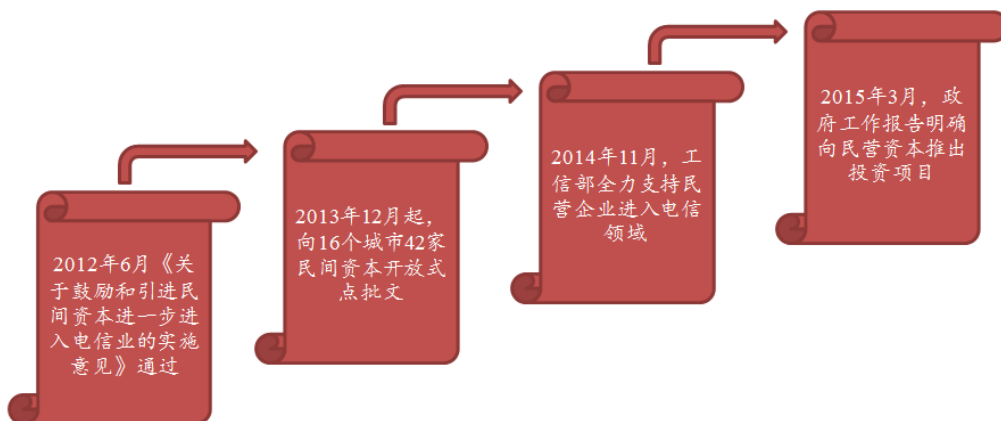 2012年6月《关
于鼓励和引进民
间资本进一步进
入电信业的实施
意见》通过
2013年12月起，
向16个城市42家
民间资本开放式
点批文
2014年11月，工
信部全力支持民
营企业进入电信
领域
2015年3月，政
府工作报告明确
向民营资本推出
投资项目